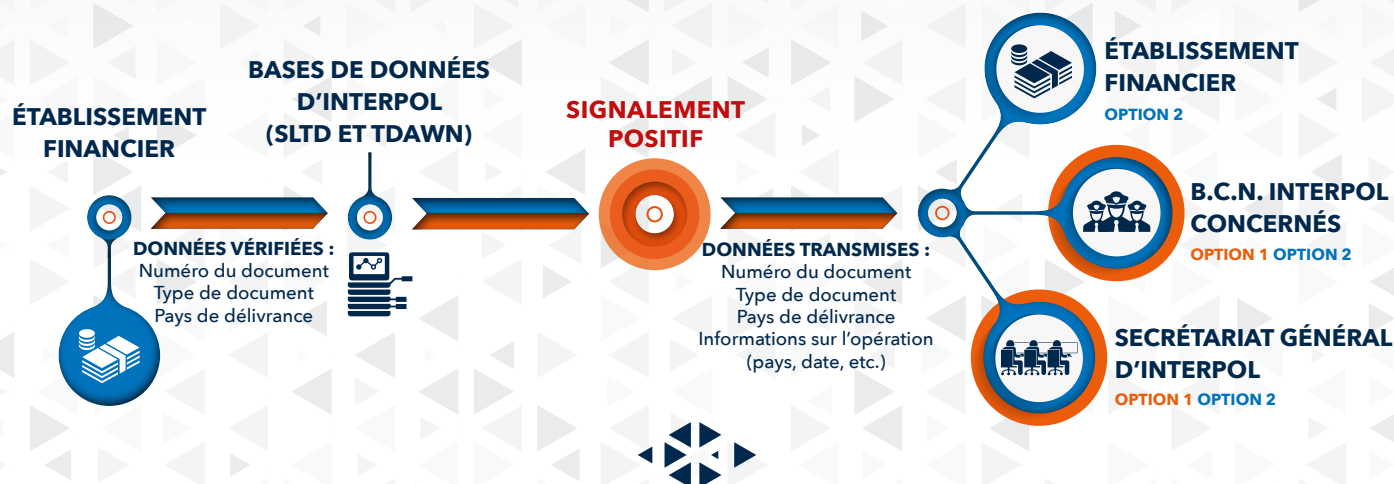 ÉTABLISSEMENT
FINANCIER
BASES DE DONNÉES
D’INTERPOL
(SLTD ET TDAWN)
SIGNALEMENT
POSITIF
DONNÉES VÉRIFIÉES :
Numéro du document
Type de document
Pays de délivrance
DONNÉES TRANSMISES :
Numéro du document
Type de document
Pays de délivrance
Informations sur l’opération
(pays, date, etc.)
ÉTABLISSEMENT
FINANCIER
OPTION 2
B.C.N. INTERPOL
CONCERNÉS
OPTION 1 OPTION 2
SECRÉTARIAT GÉNÉRAL
D’INTERPOL
OPTION 1 OPTION 2